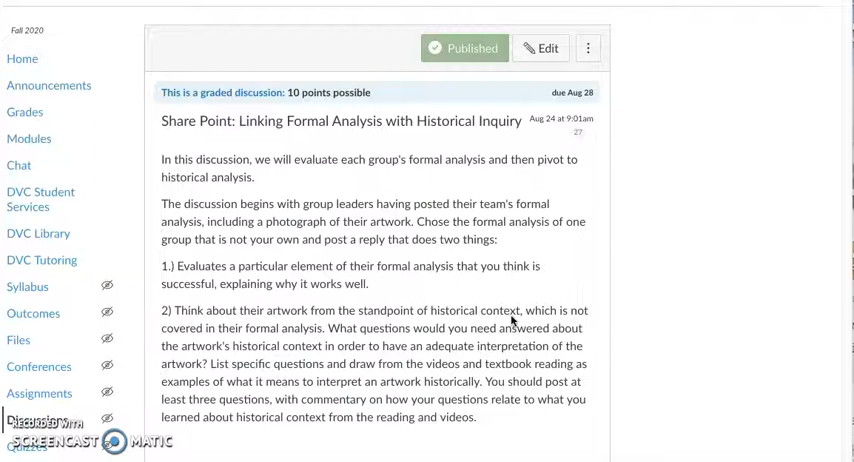 Fall 2020
Home
Announcements
Grades
Modules
Chat
DVC Student
Services
DVC Library
DVC Tutoring
Syllabus
Outcomes
Files
Conferences
Assignments
Discussions
Quizzes
RECORDED WITH
SCREENCAST MATIC
Published
Edit
This is a graded discussion: 10 points possible
due Aug 28
Share Point: Linking Formal Analysis with Historical Inquiry
Aug 24 at 9:01am
27
In this discussion, we will evaluate each group's formal analysis and then pivot to
historical analysis.
The discussion begins with group leaders having posted their team's formal
analysis, including a photograph of their artwork. Chose the formal analysis of one
group that is not your own and post a reply that does two things:
1.) Evaluates a particular element of their formal analysis that you think is
successful, explaining why it works well.
2) Think about their artwork from the standpoint of historical context, which is not
covered in their formal analysis. What questions would you need answered about
the artwork's historical context in order to have an adequate interpretation of the
artwork? List specific questions and draw from the videos and textbook reading as
examples of what it means to interpret an artwork historically. You should post at
least three questions, with commentary on how your questions relate to what you
learned about historical context from the reading and videos.